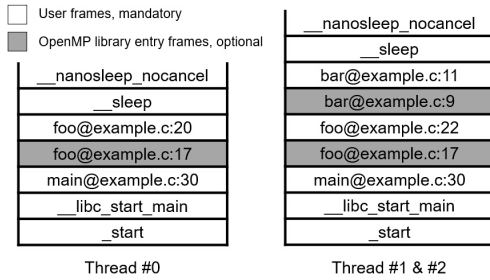 User frames, mandatory
OpenMP library entry frames, optional
__nanosleep_nocancel
__sleep
foo@example.c:20
foo@example.c:17
main@example.c:30
__libc_start_main
_start
Thread #0
__nanosleep_nocancel
__sleep
bar@example.c:11
bar@example.c:9
foo@example.c:22
foo@example.c:17
main@example.c:30
__libc_start_main
_start
Thread #1 & #2